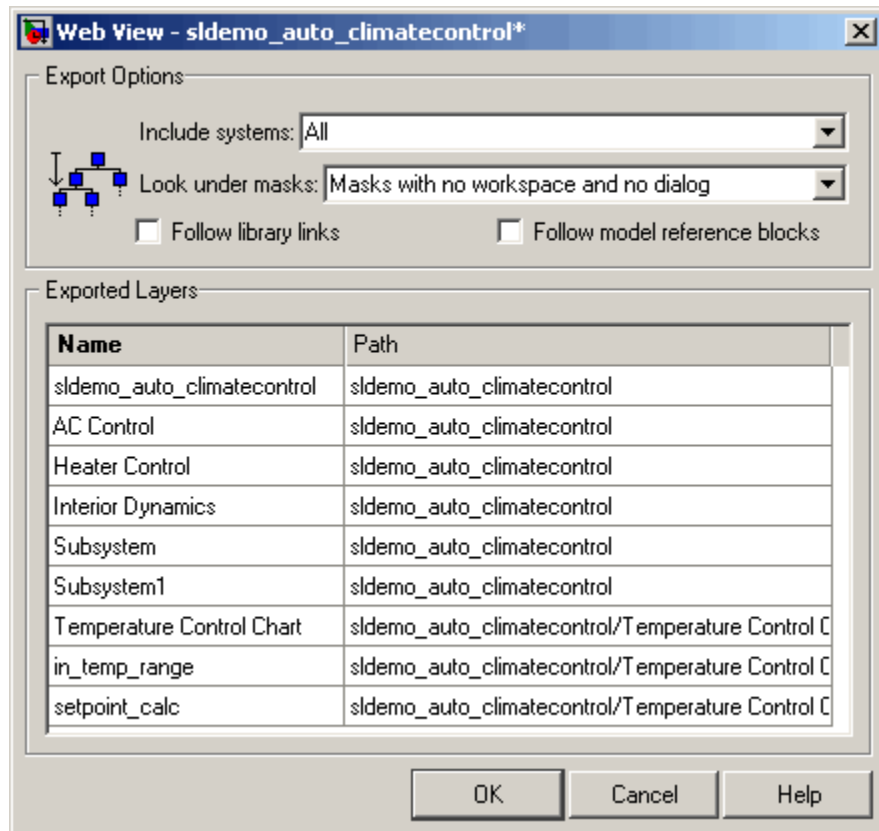 Web View - sldemo_auto_climatecontrol*
Export Options
Include systems: All
Look under masks: Masks with no workspace and no dialog
Follow library links Follow model reference blocks
Exported Layers
Name Path
sldemo_auto_climatecontrol sldemo_auto_climatecontrol
AC Control sldemo_auto_climatecontrol
Heater Control sldemo_auto_climatecontrol
Interior Dynamics sldemo_auto_climatecontrol
Subsystem sldemo_auto_climatecontrol
Subsystem1 sldemo_auto_climatecontrol
Temperature Control Chart sldemo_auto_climatecontrol/Temperature Control C
in_temp_range sldemo_auto_climatecontrol/Temperature Control C
setpoint_calc sldemo_auto_climatecontrol/Temperature Control C
OK Cancel Help